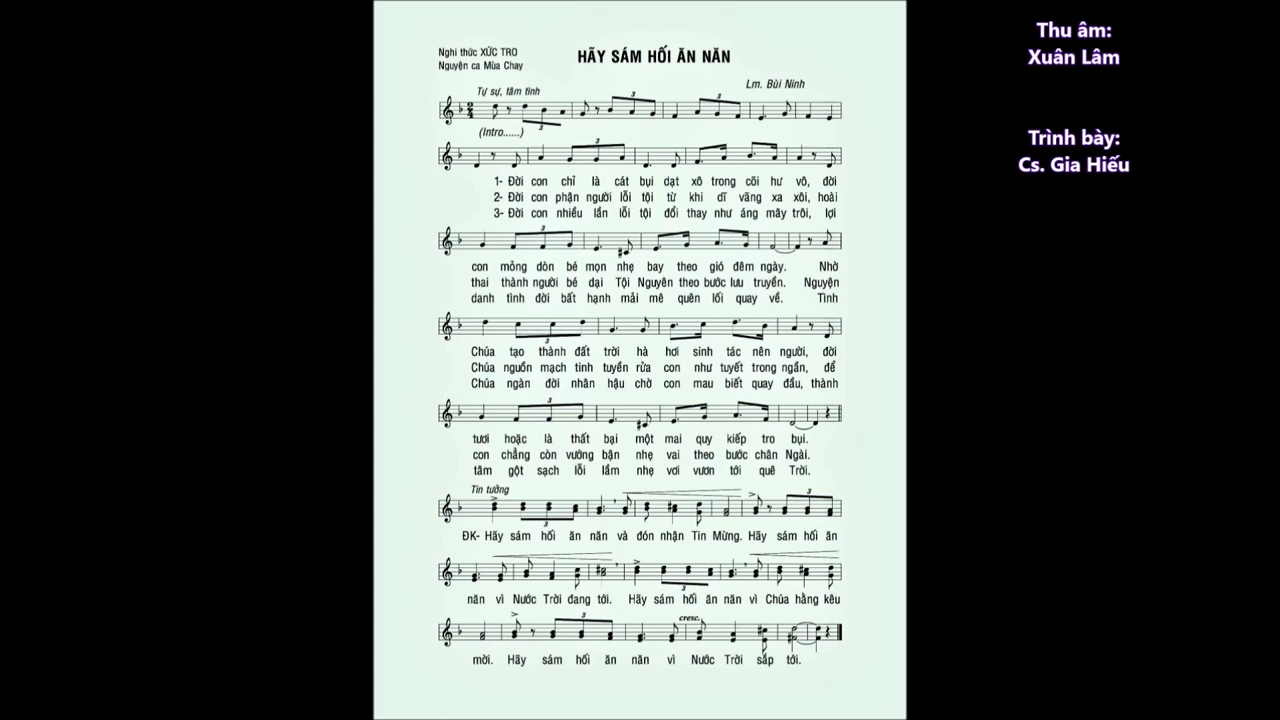 Nghi thức XỨC TRO
Nguyện ca Mùa Chay
HÃY SÁM HỐI ĂN NĂN
Lm. Bùi Ninh
Tự sự, tâm tình
(Intro......)
1- Đời con chỉ là cát bụi dạt xô trong cõi hư vô, đời
2- Đời con phận người lỗi tội từ khi dĩ vãng xa xôi, hoài
3- Đời con nhiều lần lỗi tội đổi thay như áng mây trôi, lợi
con mỏng dòn bé mọn nhẹ bay theo gió đêm ngày. Nhờ
thai thành người bé dại Tội Nguyên theo bước lưu truyền. Nguyện
danh tình đời bất hạnh mải mê quên lối quay về. Tình
Chúa tạo thành đất trời hà hơi sinh tác nên người, đời
Chúa nguồn mạch tinh tuyền rửa con như tuyết trong ngần, để
Chúa ngàn đời nhân hậu chờ con mau biết quay đầu, thành
tươi hoặc là thất bại một mai quy kiếp tro bụi.
con chẳng còn vướng bận nhẹ vai theo bước chân Ngài.
tâm gột sạch lỗi lầm nhẹ vơi vươn tới quê Trời.
Tin tưởng
ĐK- Hãy sám hối ăn năn và đón nhận Tin Mừng. Hãy sám hối ăn
năn vì Nước Trời đang tới. Hãy sám hối ăn năn vì Chúa hằng kêu
cresc.
mời. Hãy sám hối ăn năn vì Nước Trời sắp tới.
Thu âm:
Xuân Lâm
Trình bày:
Cs. Gia Hiếu